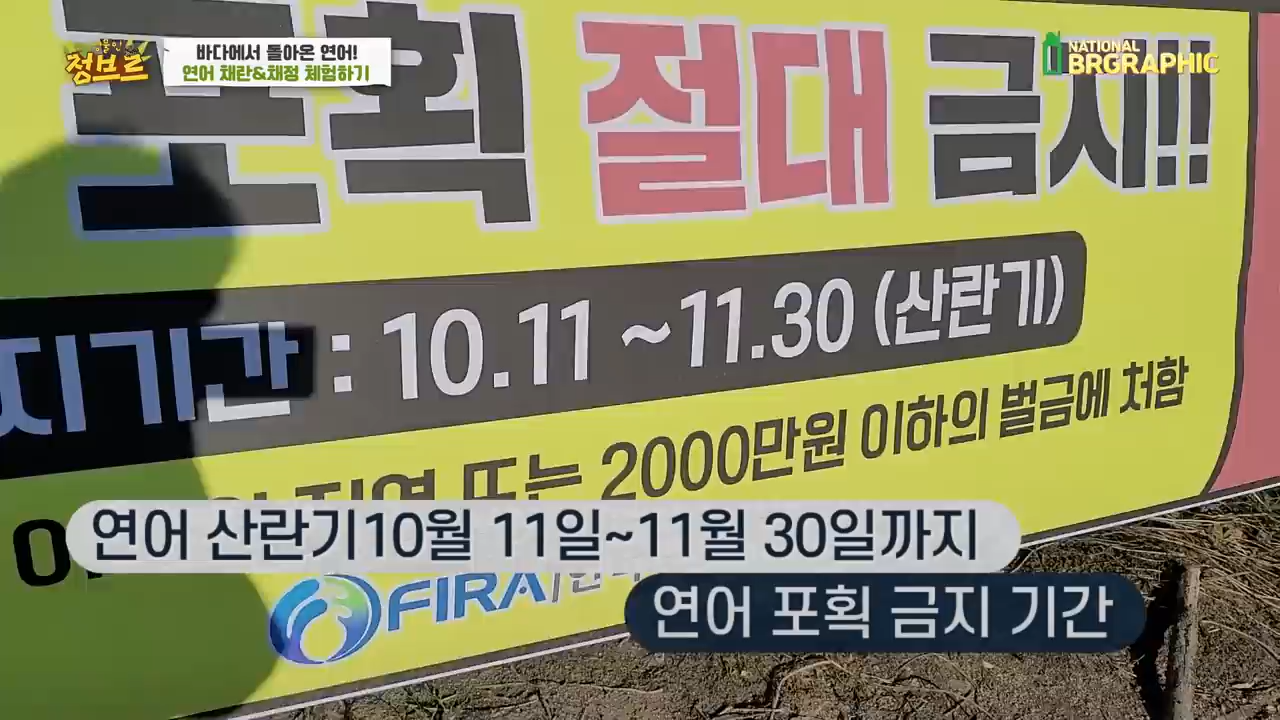 정브르
바다에서 돌아온 연어!
연어 채란&채정 체험하기
NATIONAL
BRGRAPHIC
포획 절대 금지!!
지기간 : 10.11 ~11.30 (산란기)
또는 2000만원 이하의 벌금에 처함
연어 산란기10월 11일~11월 30일까지
FIRA
연어 포획 금지 기간